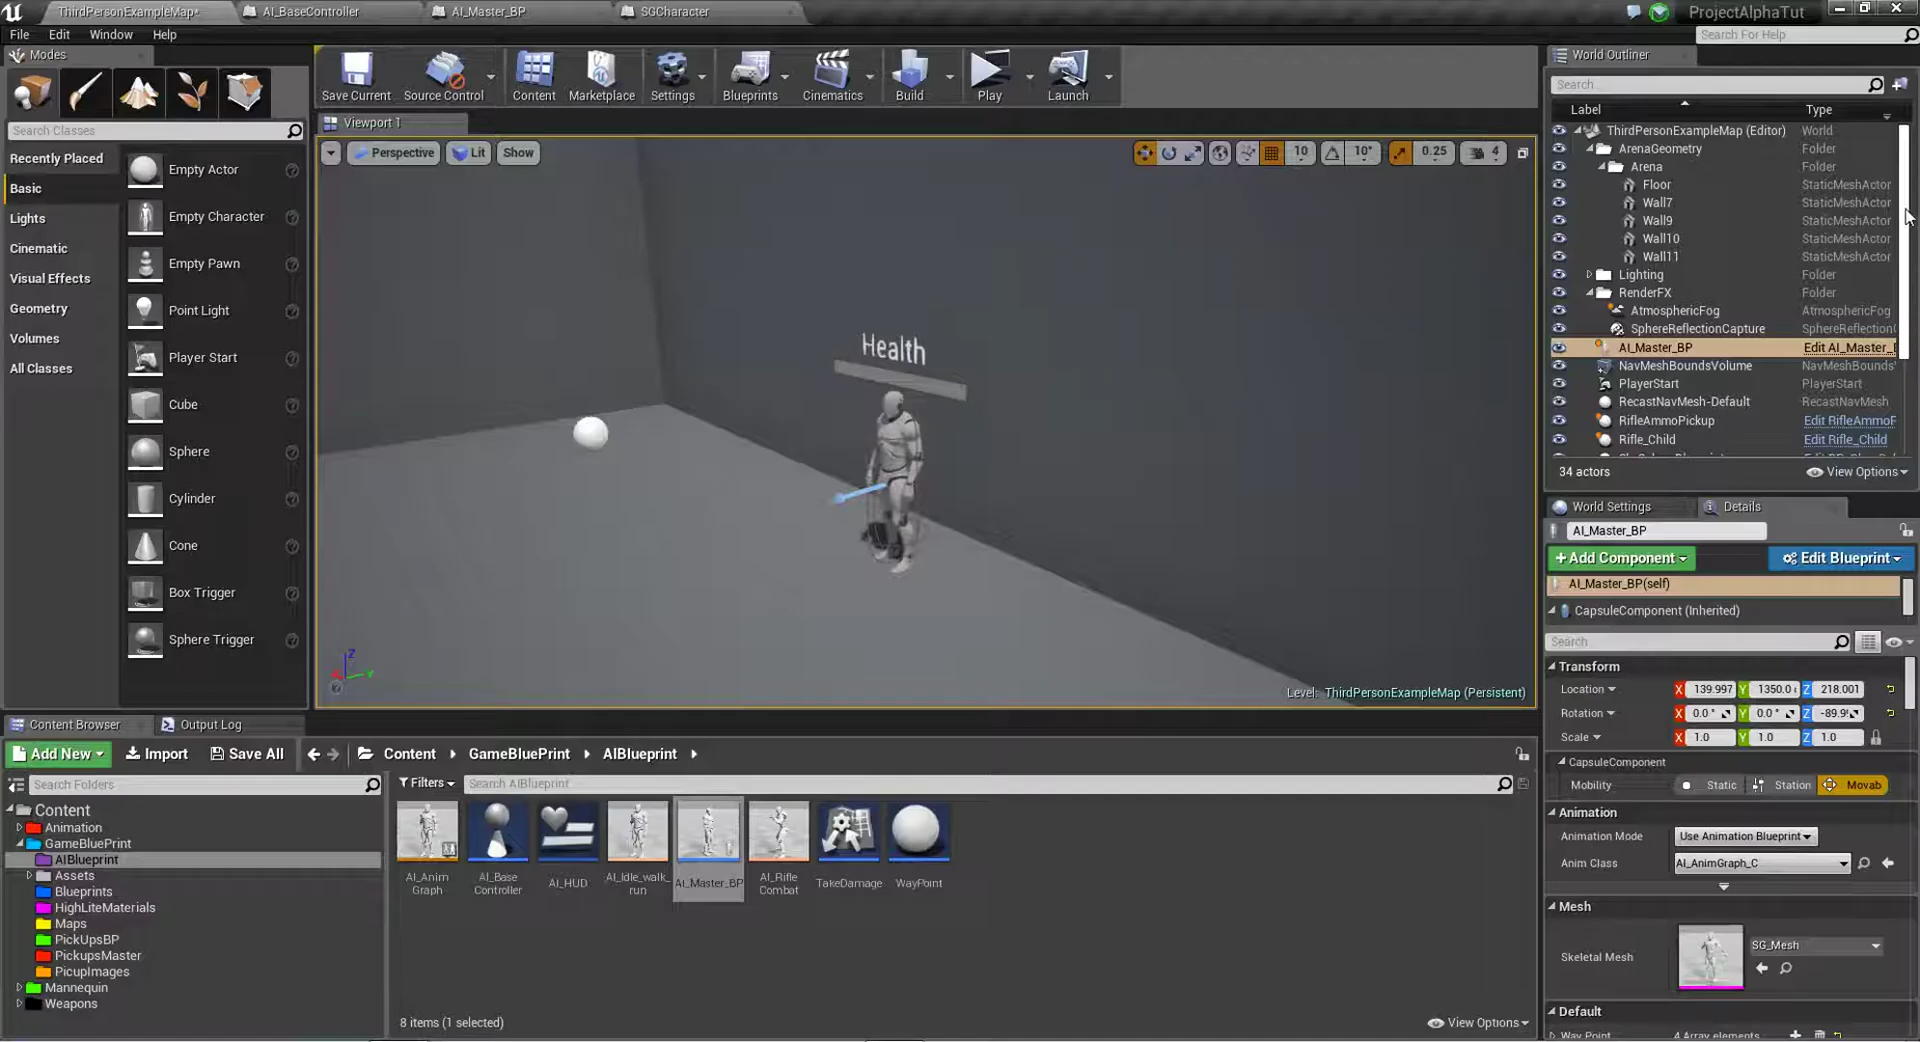 ThirdPersonExampleMap*
AI_BaseController
AI_Master_BP
SGCharacter
ProjectAlphaTut
File
Edit
Window
Help
Search For Help
Modes
Search Classes
Recently Placed
Basic
Lights
Cinematic
Visual Effects
Geometry
Volumes
All Classes
Empty Actor
Empty Character
Empty Pawn
Point Light
Player Start
Cube
Sphere
Cylinder
Cone
Box Trigger
Sphere Trigger
Save Current
Source Control
Content
Marketplace
Settings
Blueprints
Cinematics
Build
Play
Launch
Viewport 1
Perspective
Lit
Show
10
10°
0.25
4
Health
Z
Y
Level: ThirdPersonExampleMap (Persistent)
World Outliner
Search...
Label
Type
ThirdPersonExampleMap (Editor) World
ArenaGeometry Folder
Arena Folder
Floor StaticMeshActor
Wall7 StaticMeshActor
Wall9 StaticMeshActor
Wall10 StaticMeshActor
Wall11 StaticMeshActor
Lighting Folder
RenderFX Folder
AtmosphericFog AtmosphericFog
SphereReflectionCapture SphereReflection
AI_Master_BP Edit AI_Master_
NavMeshBoundsVolume NavMeshBounds
PlayerStart PlayerStart
RecastNavMesh-Default RecastNavMesh
RifleAmmoPickup Edit RifleAmmo
Rifle_Child Edit Rifle_Child
34 actors
View Options
World Settings
Details
AI_Master_BP
+Add Component
Edit Blueprint
AI_Master_BP(self)
CapsuleComponent (Inherited)
Search
Transform
Location X 139.997 Y 1350.0 Z 218.001
Rotation X 0.0 ° Y 0.0 ° Z -89.9
Scale X 1.0 Y 1.0 Z 1.0
CapsuleComponent
Mobility Static Station Movab
Animation
Animation Mode Use Animation Blueprint
Anim Class AI_AnimGraph_C
Mesh
Skeletal Mesh SG_Mesh
Default
Way Point 4 Array elements
Content Browser
Output Log
Add New
Import
Save All
Content
GameBluePrint
AIBlueprint
Search Folders
Filters
Search AIBlueprint
Content
Animation
GameBluePrint
AIBlueprint
Assets
Blueprints
HighLiteMaterials
Maps
PickUpsBP
PickupsMaster
PicupImages
Mannequin
Weapons
AI_Anim
Graph
AI_Base
Controller
AI_HUD
AI_Idle_walk_
run
AI_Master_BP
AI_Rifle
Combat
TakeDamage
WayPoint
8 items (1 selected)
View Options